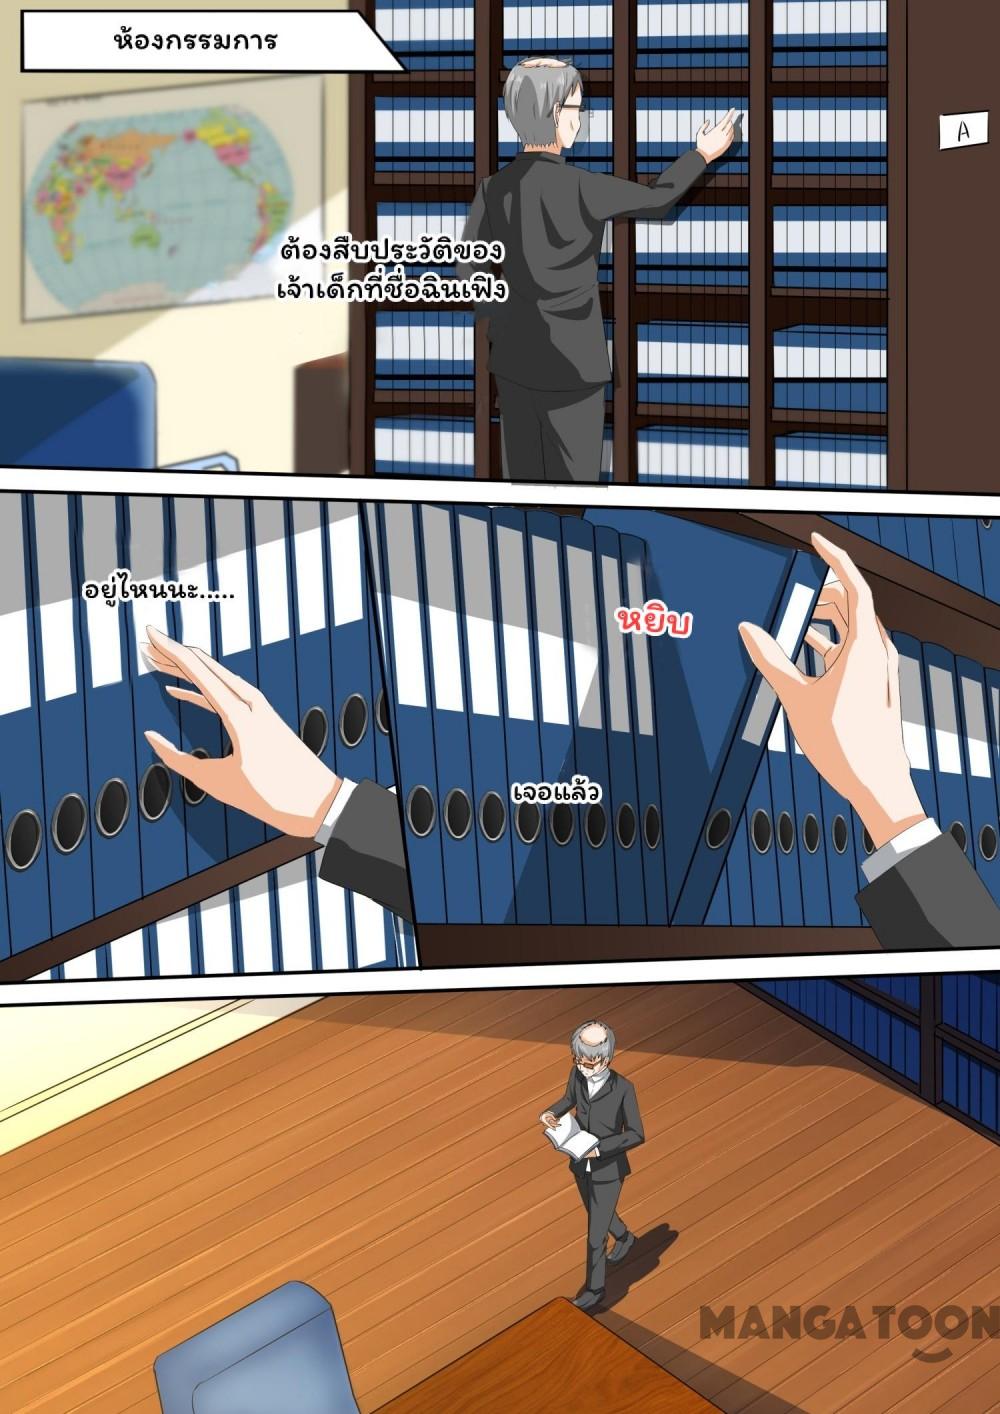 ห้องกรรมการ
A
ต้องสืบประวัติของ
เจ้าเด็กที่ชื่อฉินเฟิง
อยู่ไหนนะ.....
หยิบ
เจอแล้ว
MANGATOON